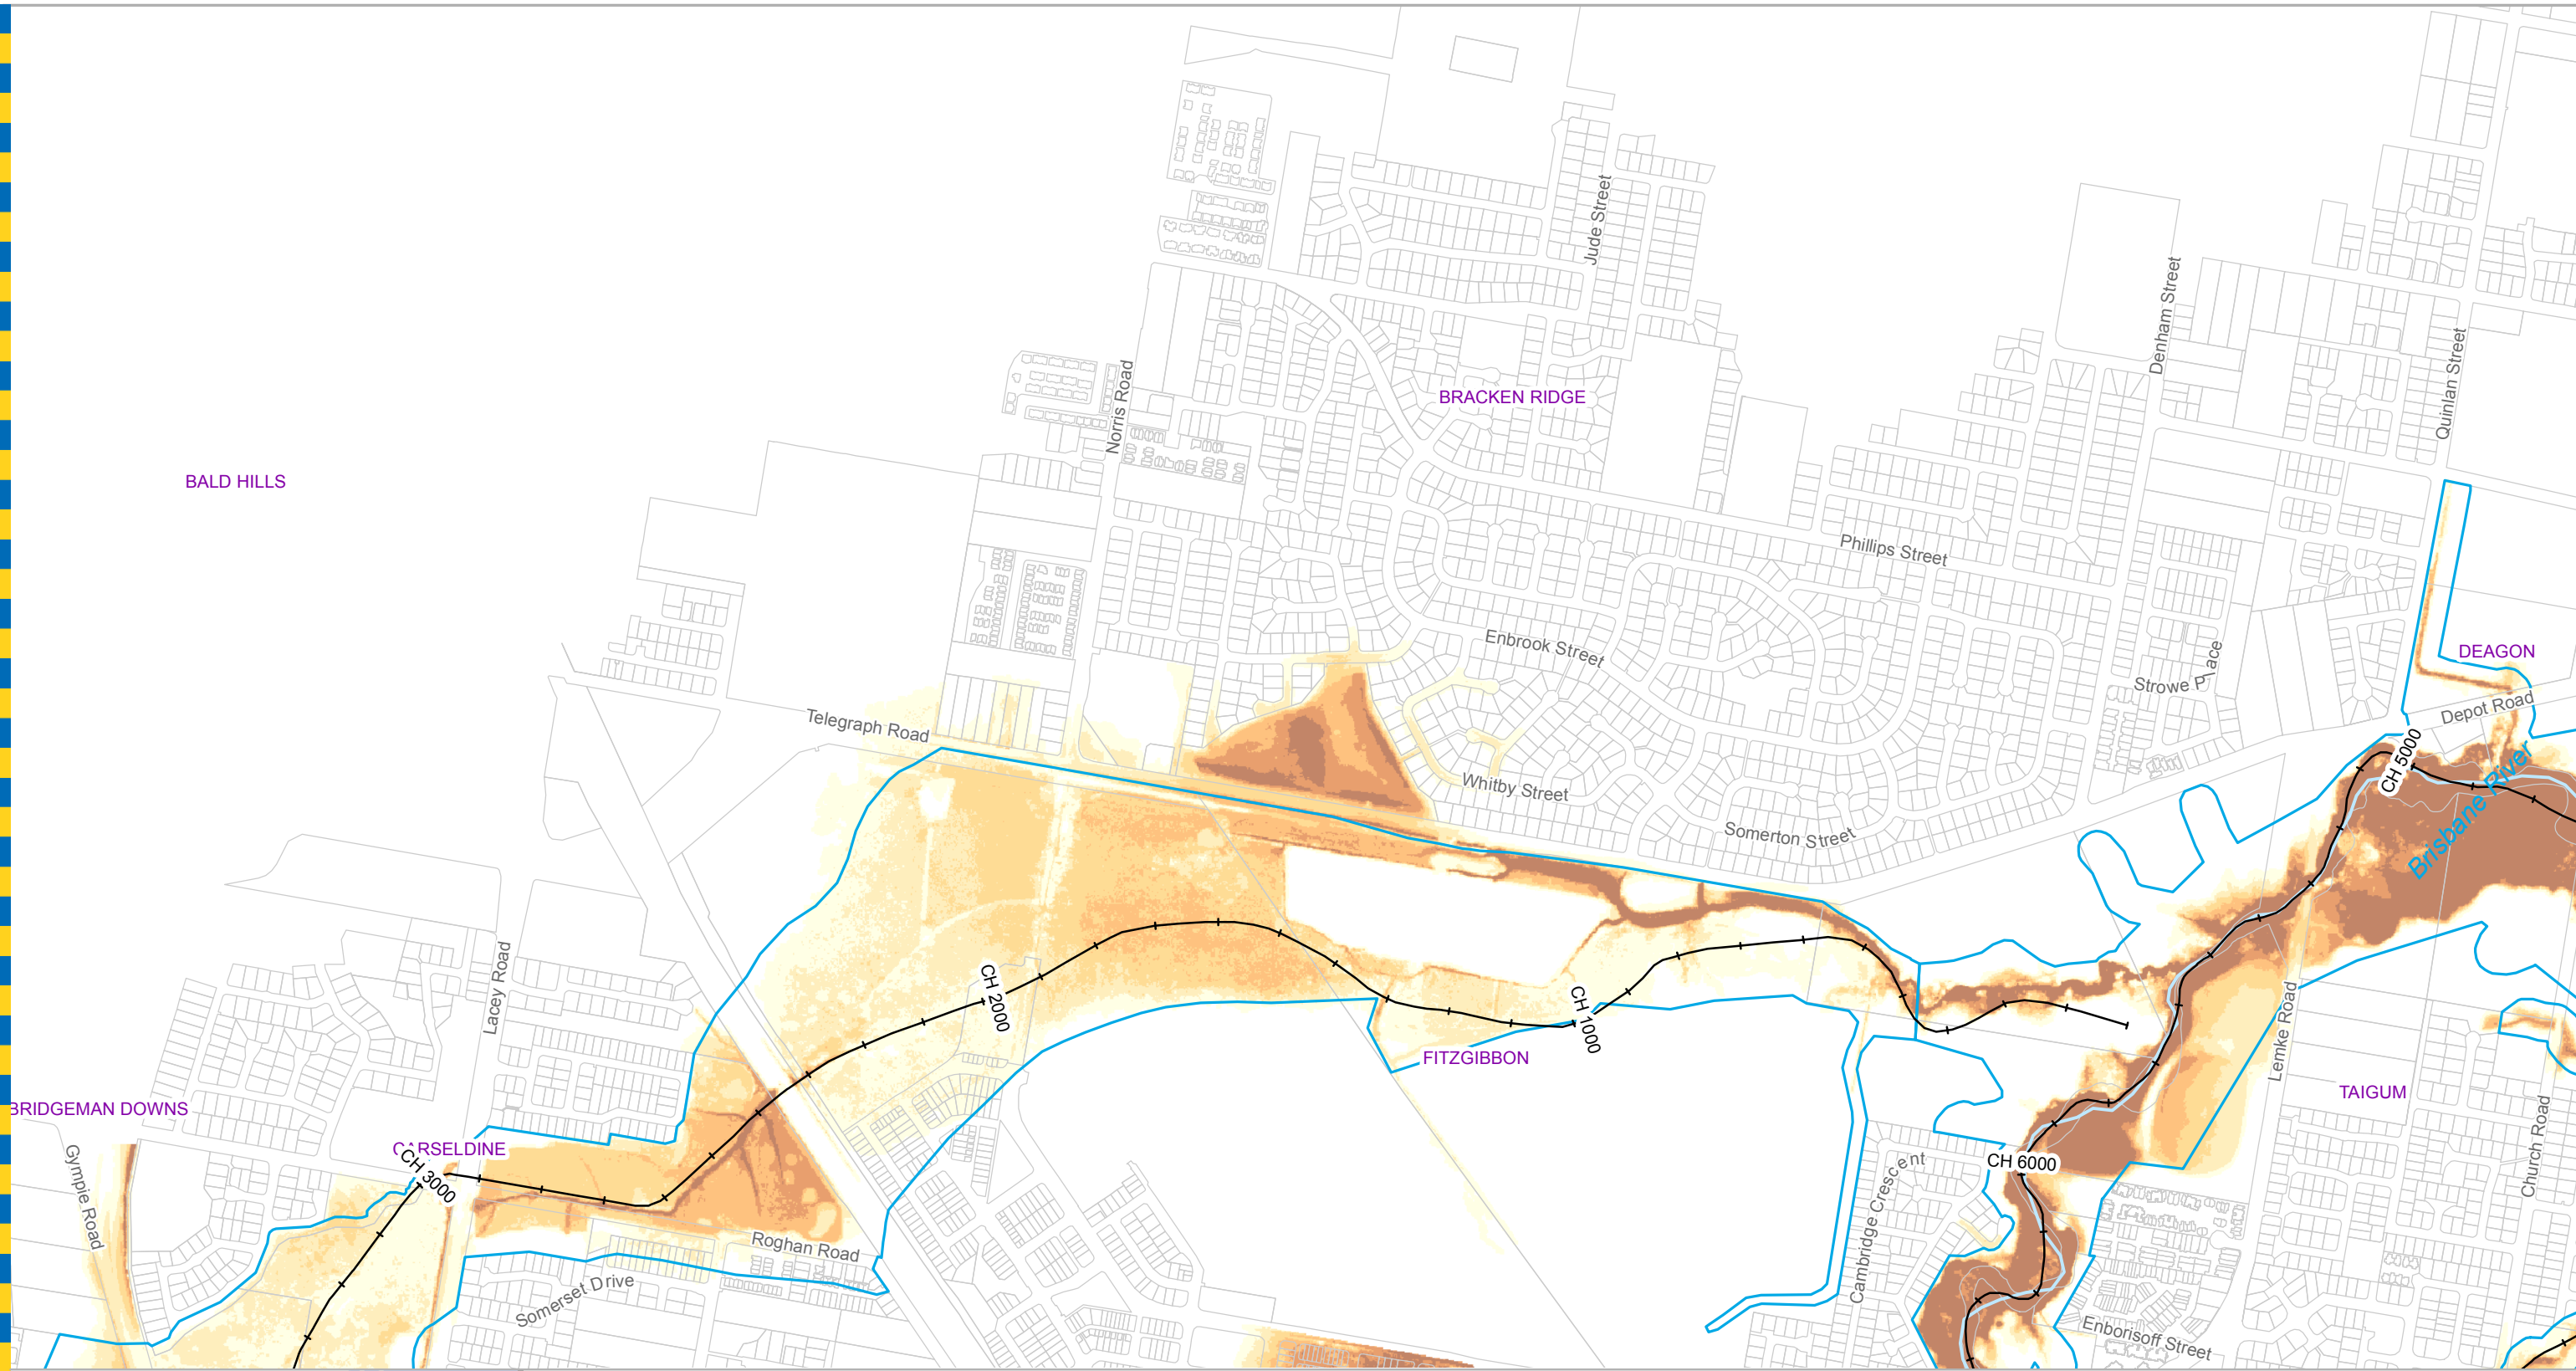 Jude Street
Denham Street
Quinlan Street
Norris Road
BRACKEN RIDGE
BALD HILLS
Phillips Street
Enbrook Street
DEAGON
Strowe Place
Depot Road
Telegraph Road
Whitby Street
CH 5000
Brisbane River
Somerton Street
Lacey Road
CH 2000
CH 1000
Lemke Road
FITZGIBBON
TAIGUM
BRIDGEMAN DOWNS
CARSELDINE
CH 3000
Church Road
Gympie Road
CH 6000
Cambridge Crescent
Roghan Road
Somerset Drive
Enborisoff Street